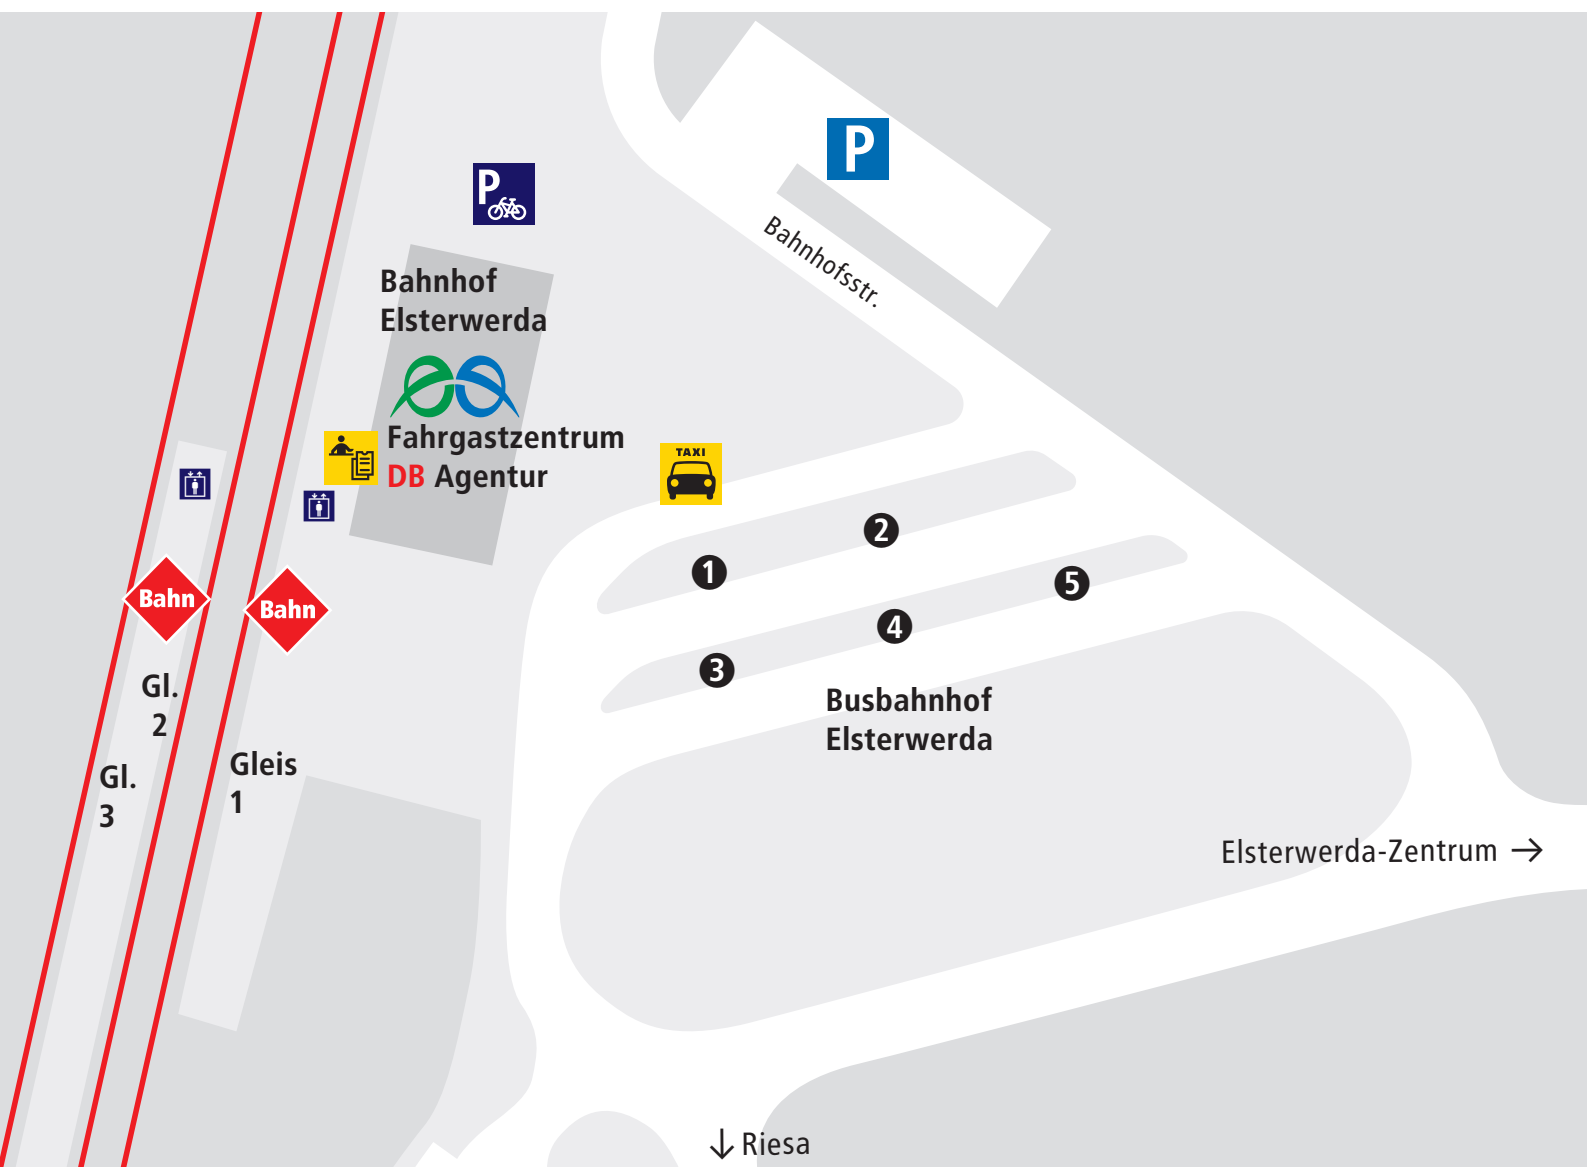 P
P
Bahnhofsstr.
Bahnhof
Elsterwerda
Fahrgastzentrum
DB Agentur
TAXI
1
2
3
4
5
Bahn
Bahn
Gl.
2
Gl.
3
Gleis
1
Busbahnhof
Elsterwerda
Elsterwerda-Zentrum →
↓ Riesa